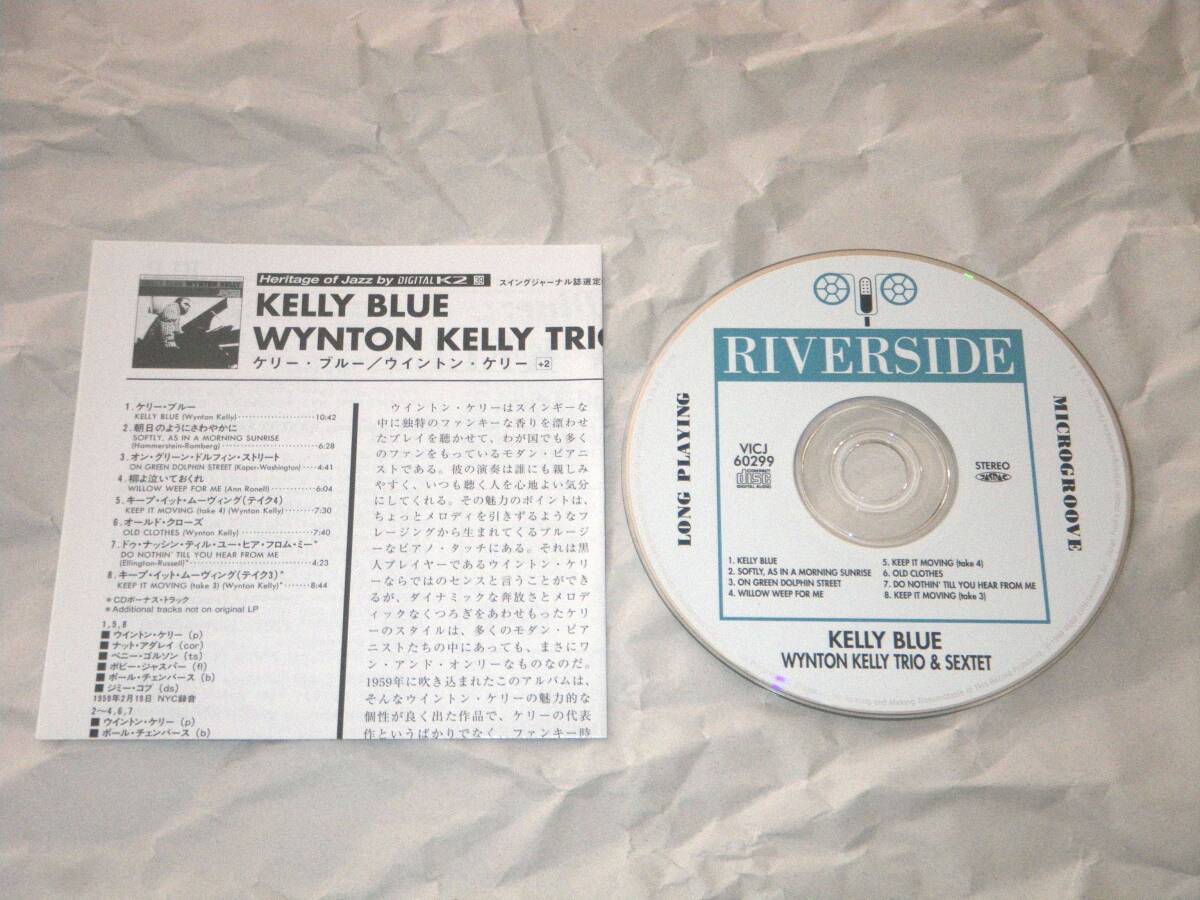 Heritage of Jazz by DIGITAL K2 39 スイングジャーナル誌選定
KELLY BLUE
WYNTON KELLY TRIO
ケリー・ブルー/ウイントン・ケリー +2
1. ケリー・ブルー
KELLY BLUE (Wynton Kelly) 10:42
2. 朝日のようにさわやかに
SOFTLY, AS IN A MORNING SUNRISE
(Hammerstein-Romberg) 6:28
3. オン・グリーン・ドルフィン・ストリート
ON GREEN DOLPHIN STREET (Kaper-Washington) 4:41
4. 柳よ泣いておくれ
WILLOW WEEP FOR ME (Ann Ronell) 6:04
5. キープ・イット・ムーヴィング(テイク4)
KEEP IT MOVING (take 4) (Wynton Kelly) 7:30
6. オールド・クローズ
OLD CLOTHES (Wynton Kelly) 7:40
7. ドゥ・ナッシン・ティル・ユー・ヒア・フロム・ミー*
DO NOTHIN' TILL YOU HEAR FROM ME
(Ellington-Russell)* 4:23
8. キープ・イット・ムーヴィング(テイク3)*
KEEP IT MOVING (take 3) (Wynton Kelly)* 8:44
*CDボーナス・トラック
*Additional tracks not on original LP
1, 5, 8
■ウイントン・ケリー (p)
■ナット・アダレイ (cor)
■ベニー・ゴルソン (ts)
■ボビー・ジャスパー (fl)
■ポール・チェンバース (b)
■ジミー・コブ (ds)
1959年2月19日 NYC録音
2〜4, 6, 7
■ウイントン・ケリー (p)
■ポール・チェンバース (b)
ウイントン・ケリーはスインギーな
中に独特のファンキーな香りを漂わせ
たプレイを聴かせて、わが国でも多く
のファンをもっているモダン・ピアニ
ストである。彼の演奏は誰にも親しみ
やすく、いつも聴く人を心地よい気分
にしてくれる。その魅力のポイントは、
ちょっとメロディを引きずるようなフ
レージングから生まれてくるブルージ
ーなピアノ・タッチにある。それは黒
人プレイヤーであるウイントン・ケリ
ーならではのセンスと言うことができ
るが、ダイナミックな奔放さとメロデ
ィックなくつろぎをあわせもったケリ
ーのスタイルは、多くのモダン・ピア
ニストたちの中にあっても、まさにワ
ン・アンド・オンリーなものなのだ。
1959年に吹き込まれたこのアルバムは、
そんなウイントン・ケリーの魅力的な
個性が良く出た作品で、ケリーの代表
作というばかりでなく、ファンキー時
RIVERSIDE
LONG PLAYING
MICROGROOVE
VICJ
60299
COMPACT
disc
DIGITAL AUDIO
STEREO
1. KELLY BLUE
2. SOFTLY, AS IN A MORNING SUNRISE
3. ON GREEN DOLPHIN STREET
4. WILLOW WEEP FOR ME
5. KEEP IT MOVING (take 4)
6. OLD CLOTHES
7. DO NOTHIN' TILL YOU HEAR FROM ME
8. KEEP IT MOVING (take 3)
KELLY BLUE
WYNTON KELLY TRIO & SEXTET